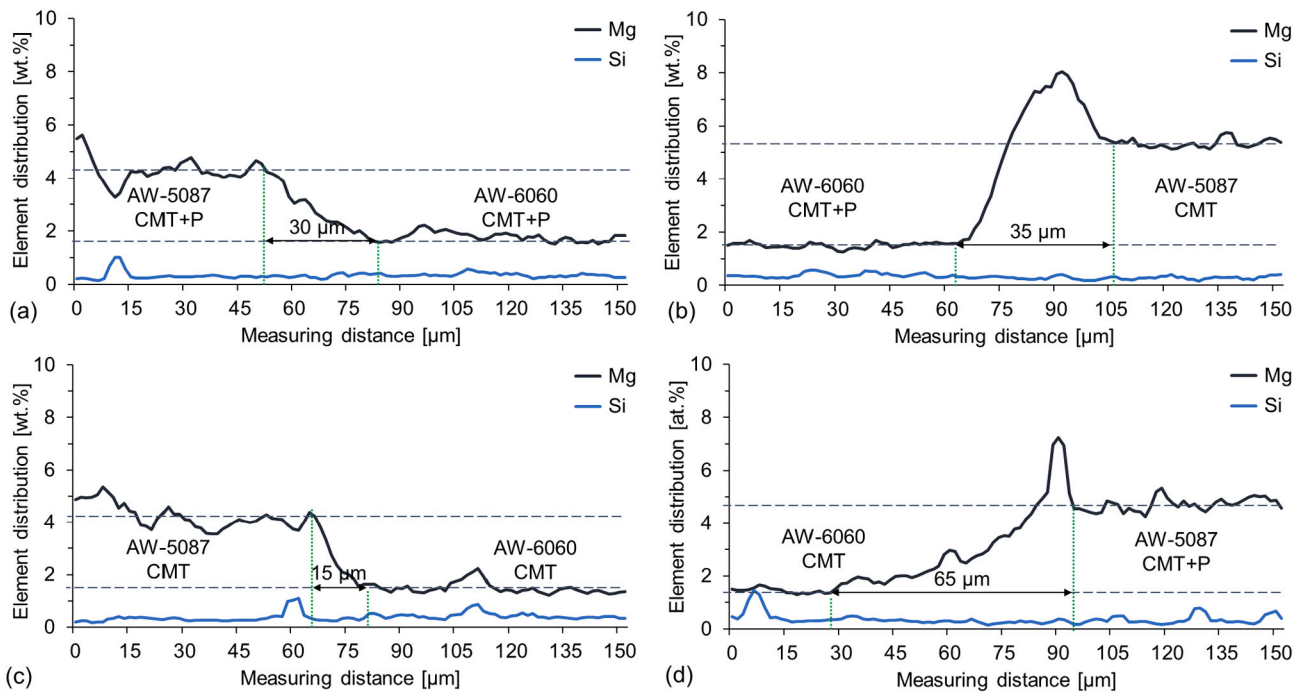 Element distribution [wt.%]
10
8
6
4
2
0
Mg
Si
AW-5087
CMT+P
AW-6060
CMT+P
30 µm
0 15 30 45 60 75 90 105 120 135 150
Measuring distance [µm]
(a)
Element distribution [wt.%]
10
8
6
4
2
0
Mg
Si
AW-6060
CMT+P
AW-5087
CMT
35 µm
0 15 30 45 60 75 90 105 120 135 150
Measuring distance [µm]
(b)
Element distribution [wt.%]
10
8
6
4
2
0
Mg
Si
AW-5087
CMT
AW-6060
CMT
15 µm
0 15 30 45 60 75 90 105 120 135 150
Measuring distance [µm]
(c)
Element distribution [at.%]
10
8
6
4
2
0
Mg
Si
AW-6060
CMT
AW-5087
CMT+P
65 µm
0 15 30 45 60 75 90 105 120 135 150
Measuring distance [µm]
(d)